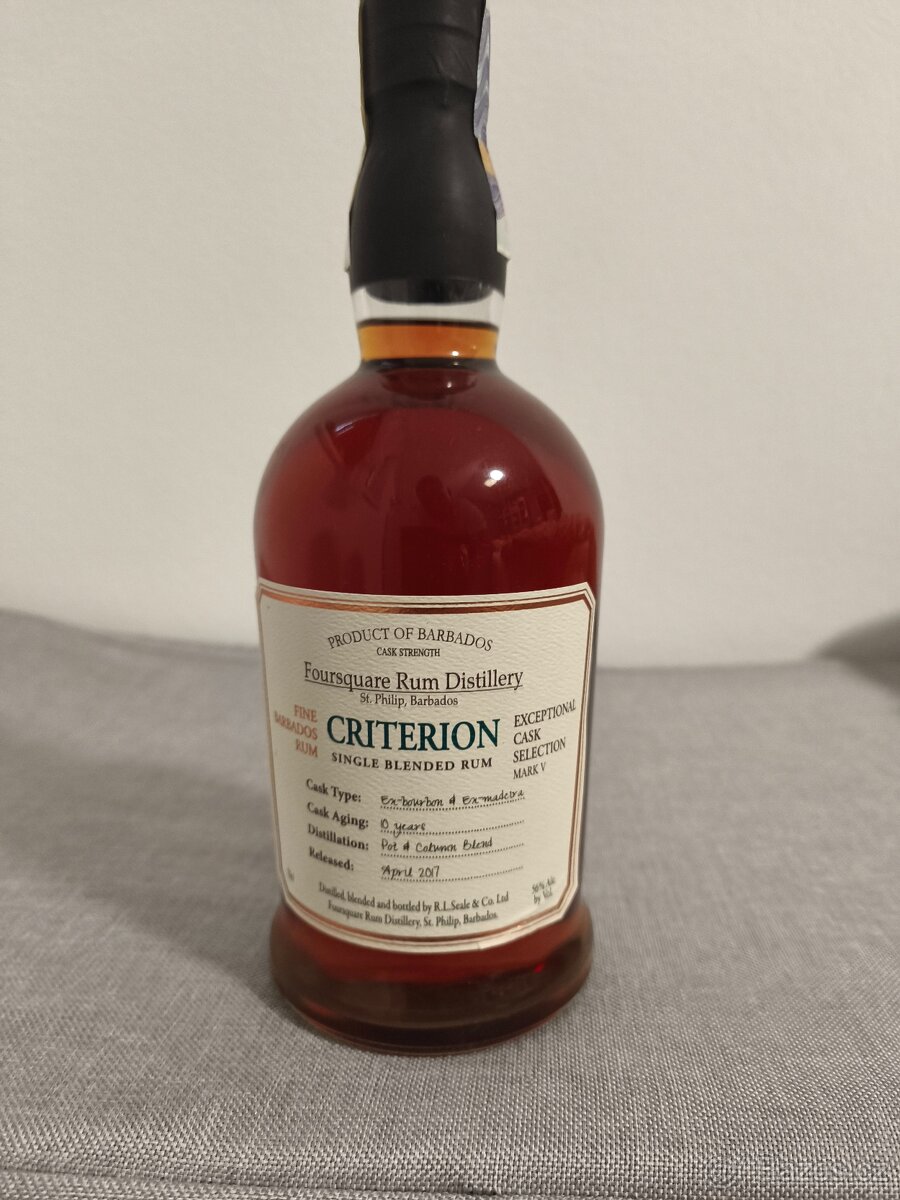 PRODUCT OF BARBADOS
CASK STRENGTH
Foursquare Rum Distillery
St. Philip, Barbados
FINE
BARBADOS
RUM
CRITERION
SINGLE BLENDED RUM
EXCEPTIONAL
CASK
SELECTION
MARK V
Cask Type: Ex-bourbon & Ex-madeira
Cask Aging: 10 years
Distillation: Pot & Column Blend
Released: April 2017
Distilled, blended and bottled by R.L.Seale & Co. Ltd
Foursquare Rum Distillery, St. Philip, Barbados.
56% Alc
by Vol.